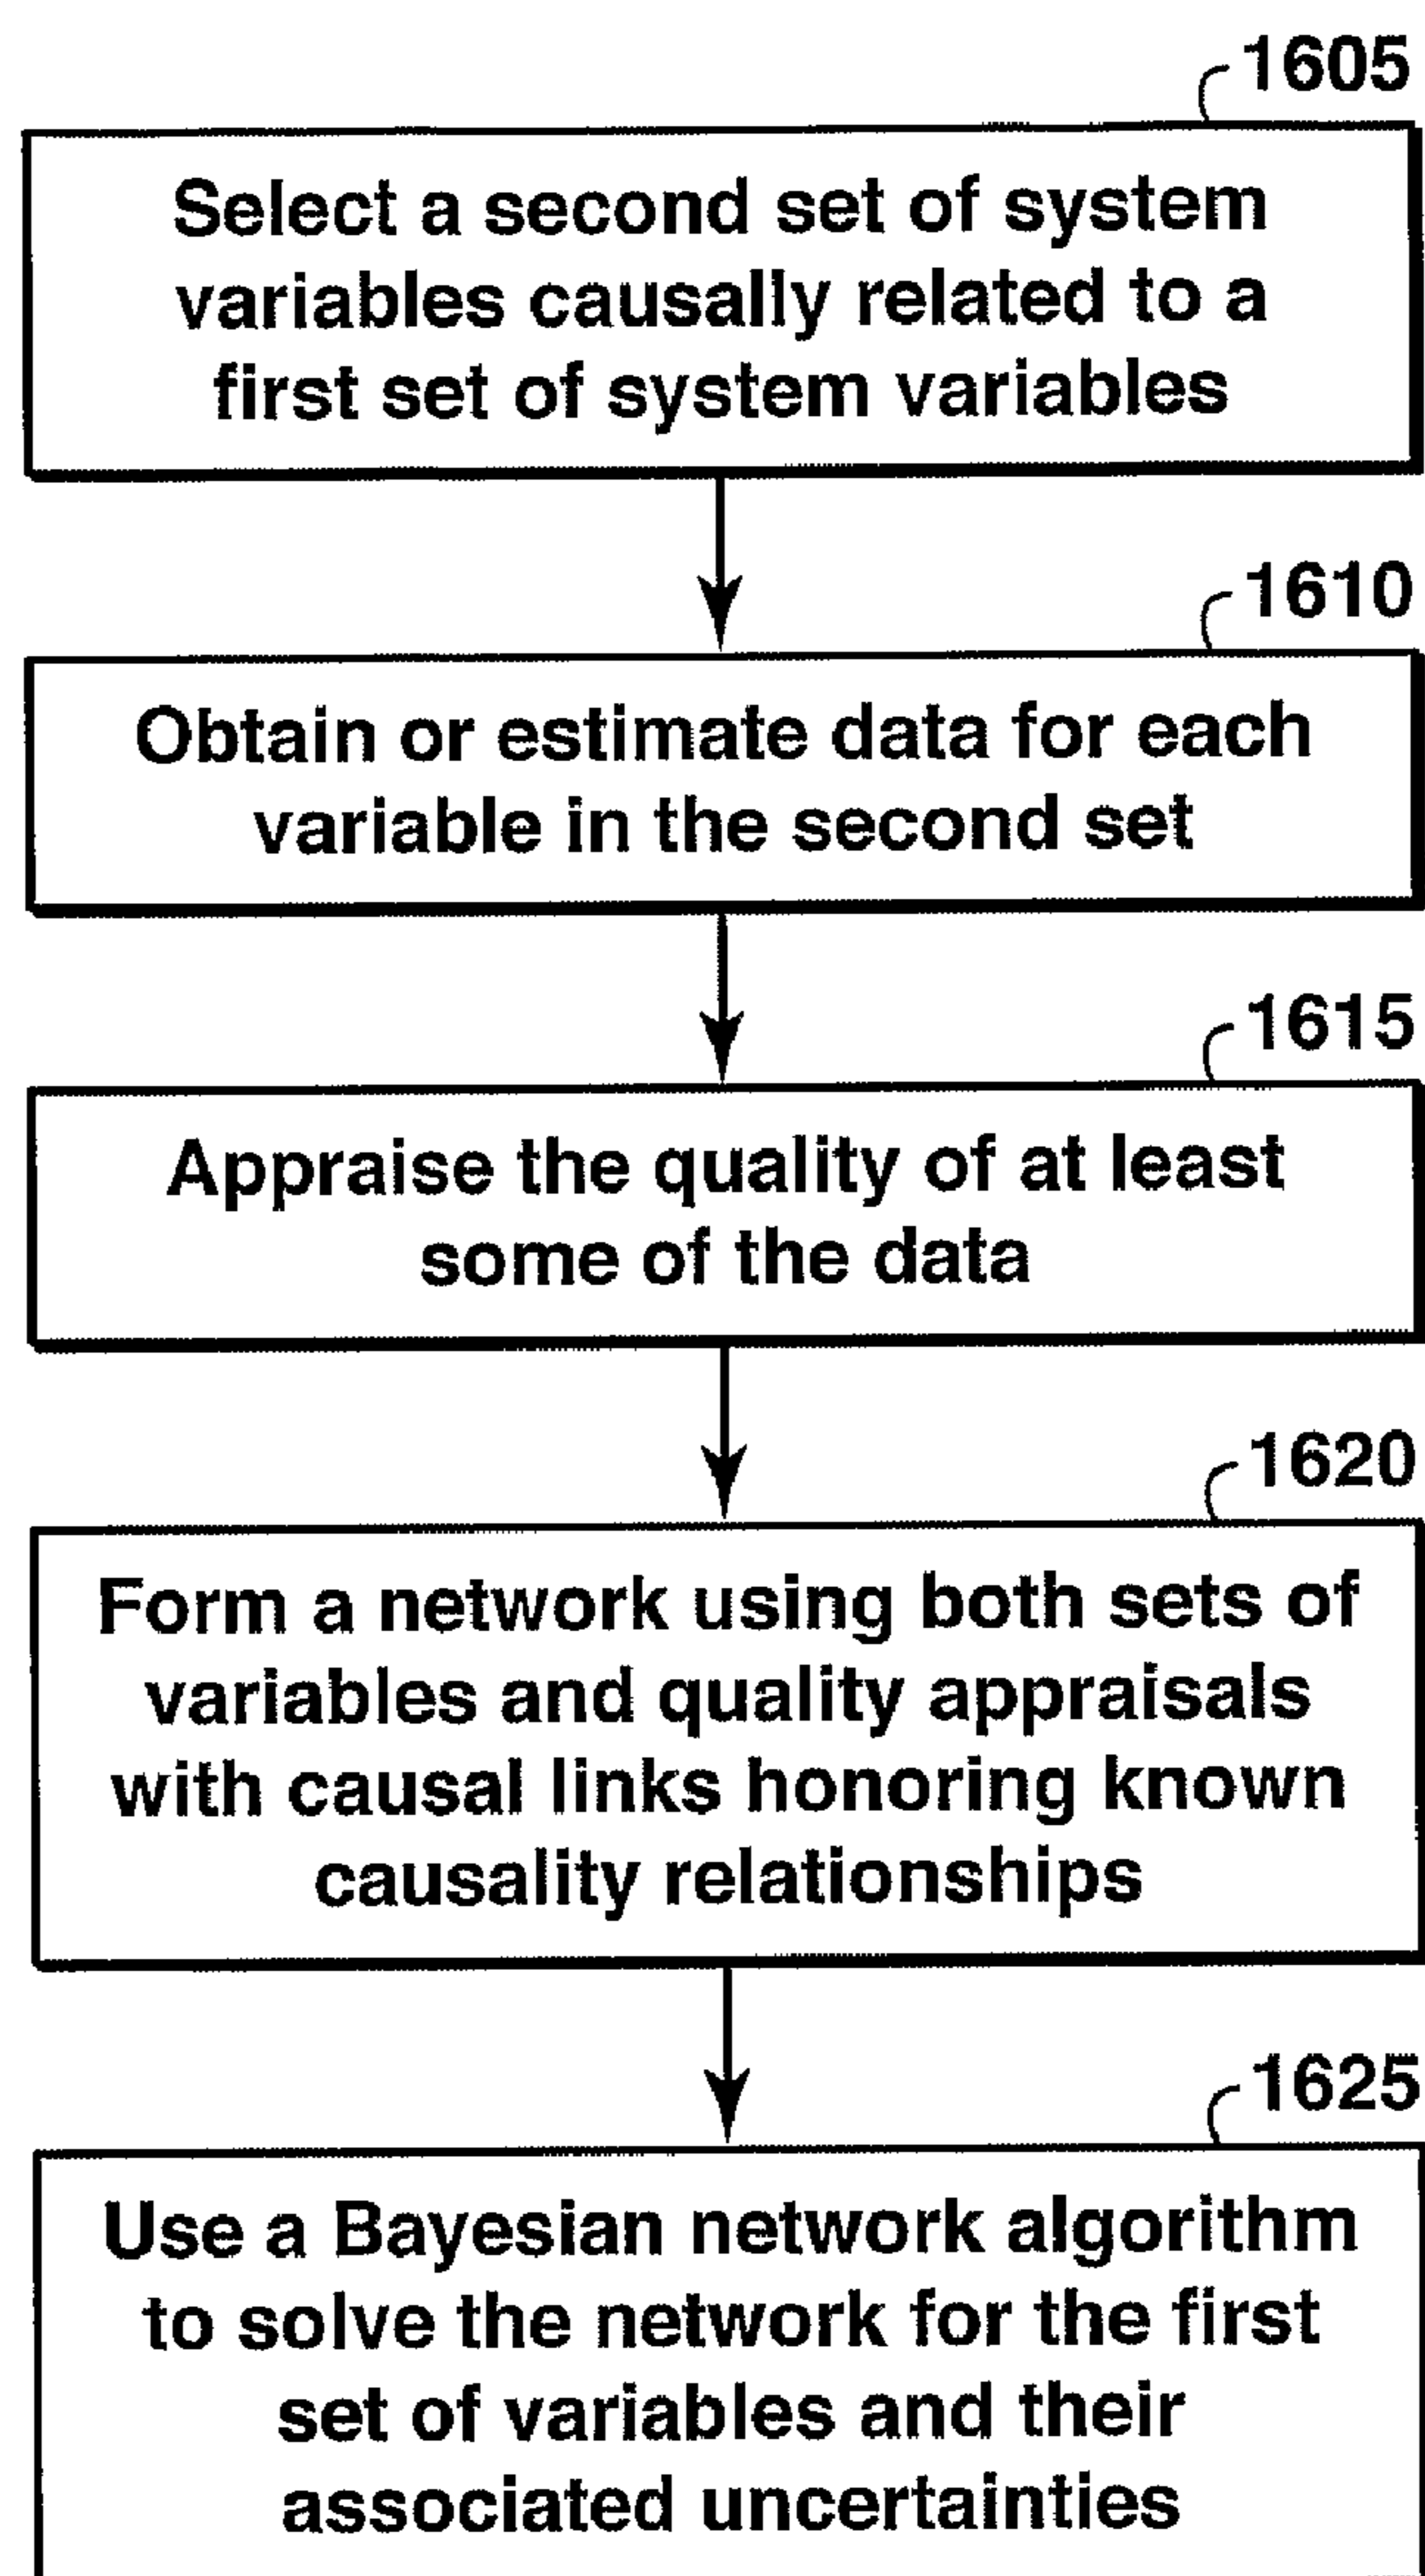 1605
Select a second set of system
variables causally related to a
first set of system variables
1610
Obtain or estimate data for each
variable in the second set
1615
Appraise the quality of at least
some of the data
1620
Form a network using both sets of
variables and quality appraisals
with causal links honoring known
causality relationships
1625
Use a Bayesian network algorithm
to solve the network for the first
set of variables and their
associated uncertainties